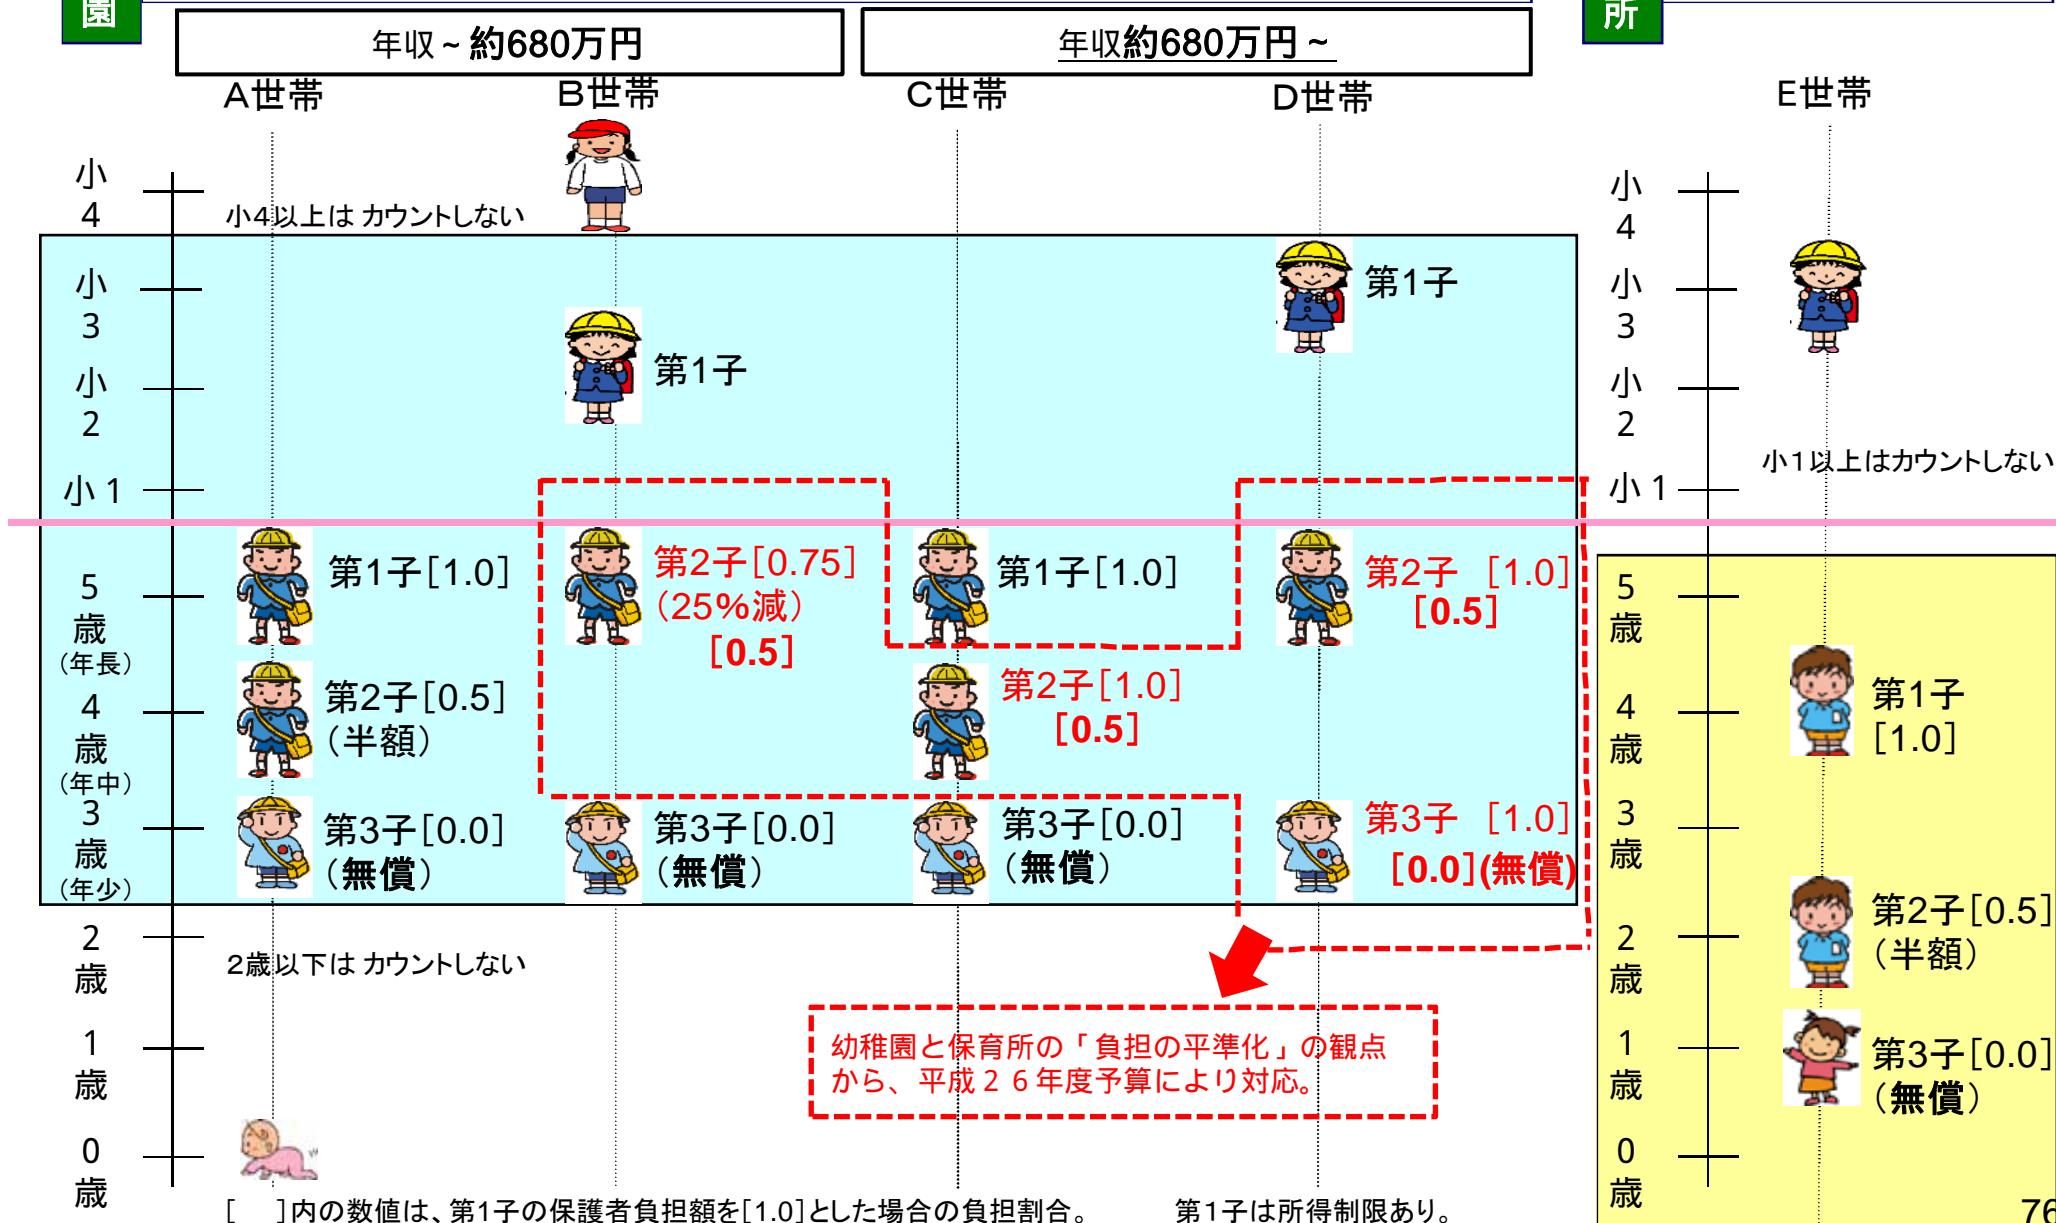 園
所
年収~約680万円
年収約680万円~
A世帯
B世帯
C世帯
D世帯
E世帯
小
4
小4以上は カウントしない
小
3
小
2
小1
第1子
第1子
小
4
小
3
小
2
小1
小1以上はカウントしない
5
歳
(年長)
4
歳
(年中)
3
歳
(年少)
2
歳
1
歳
0
歳
第1子[1.0]
第2子[0.5]
(半額)
第3子[0.0]
(無償)
第2子[0.75]
(25%減)
[0.5]
第3子[0.0]
(無償)
第1子[1.0]
第2子[1.0]
[0.5]
第3子[0.0]
(無償)
第2子 [1.0]
[0.5]
第3子 [1.0]
[0.0](無償)
5
歳
4
歳
3
歳
2
歳
1
歳
0
歳
第1子
[1.0]
第2子[0.5]
(半額)
第3子[0.0]
(無償)
2歳以下は カウントしない
幼稚園と保育所の「負担の平準化」の観点
から、平成26年度予算により対応。
[ ]内の数値は、第1子の保護者負担額を[1.0]とした場合の負担割合。 第1子は所得制限あり。
76